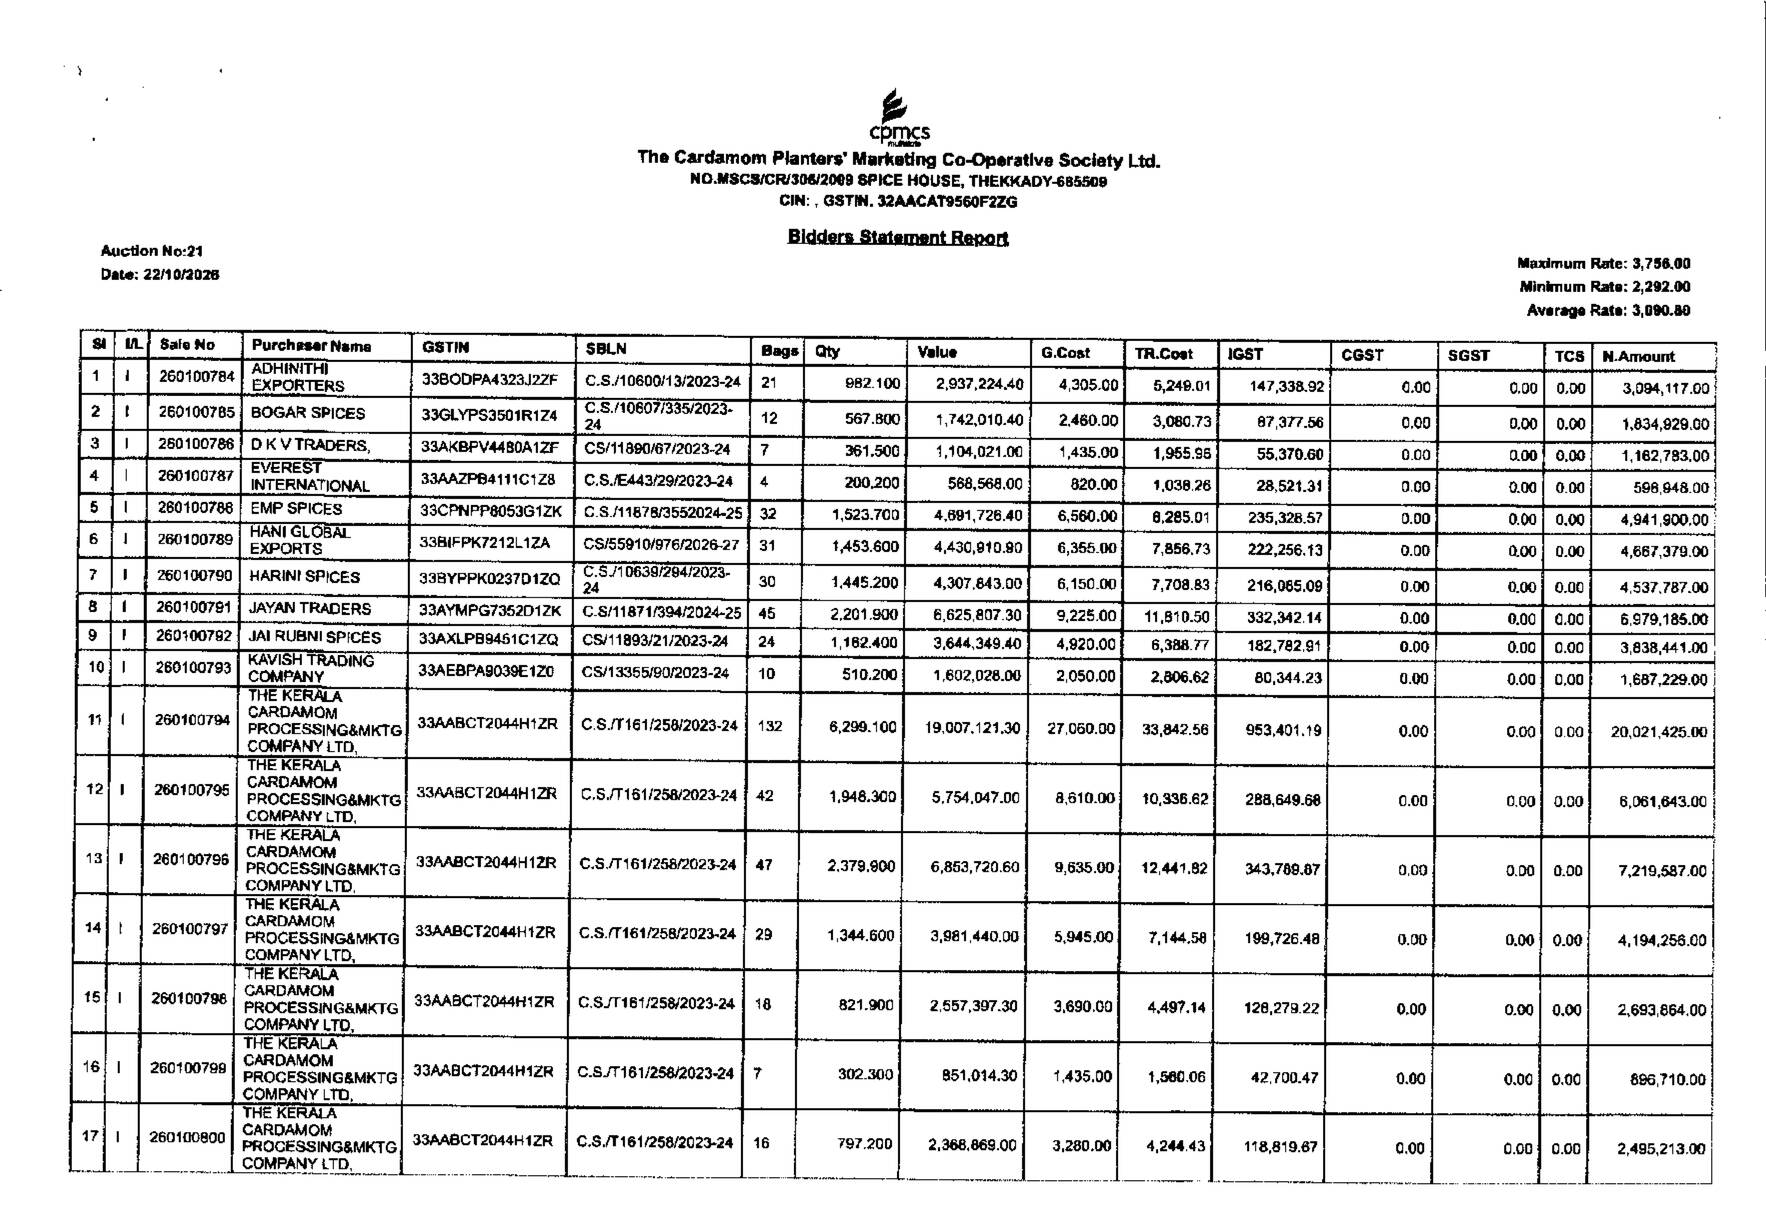 cpmcs
multistate
The Cardamom Planters' Marketing Co-Operative Society Ltd.
NO.MSCS/CR/306/2009 SPICE HOUSE, THEKKADY-685509
CIN: , GSTIN. 32AACAT9560F2ZG
Bidders Statement Report
Auction No:21
Date: 22/10/2026
Maximum Rate: 3,756.00
Minimum Rate: 2,292.00
Average Rate: 3,090.80
Sl I/L Sale No Purchaser Name GSTIN SBLN Bags Qty Value G.Cost TR.Cost IGST CGST SGST TCS N.Amount
1 I 260100784 ADHINITHI EXPORTERS 33BODPA4323J2ZF C.S./10600/13/2023-24 21 982.100 2,937,224.40 4,305.00 5,249.01 147,338.92 0.00 0.00 0.00 3,094,117.00
2 I 260100785 BOGAR SPICES 33GLYPS3501R1Z4 C.S./10607/335/2023-24 12 567.800 1,742,010.40 2,460.00 3,080.73 87,377.56 0.00 0.00 0.00 1,834,929.00
3 I 260100786 D K V TRADERS, 33AKBPV4480A1ZF CS/11890/67/2023-24 7 361.500 1,104,021.00 1,435.00 1,955.96 55,370.60 0.00 0.00 0.00 1,162,783.00
4 I 260100787 EVEREST INTERNATIONAL 33AAZPB4111C1Z8 C.S./E443/29/2023-24 4 200.200 568,568.00 820.00 1,038.26 28,521.31 0.00 0.00 0.00 598,948.00
5 I 260100788 EMP SPICES 33CPNPP8053G1ZK C.S./11878/3552024-25 32 1,523.700 4,691,726.40 6,560.00 8,285.01 235,328.57 0.00 0.00 0.00 4,941,900.00
6 I 260100789 HANI GLOBAL EXPORTS 33BIFPK7212L1ZA CS/55910/976/2026-27 31 1,453.600 4,430,910.90 6,355.00 7,856.73 222,256.13 0.00 0.00 0.00 4,667,379.00
7 I 260100790 HARINI SPICES 33BYPPK0237D1ZQ C.S./10639/294/2023-24 30 1,445.200 4,307,843.00 6,150.00 7,708.83 216,085.09 0.00 0.00 0.00 4,537,787.00
8 I 260100791 JAYAN TRADERS 33AYMPG7352D1ZK C.S/11871/394/2024-25 45 2,201.900 6,625,807.30 9,225.00 11,810.50 332,342.14 0.00 0.00 0.00 6,979,185.00
9 I 260100792 JAI RUBNI SPICES 33AXLPB9461C1ZQ CS/11893/21/2023-24 24 1,182.400 3,644,349.40 4,920.00 6,388.77 182,782.91 0.00 0.00 0.00 3,838,441.00
10 I 260100793 KAVISH TRADING COMPANY 33AEBPA9039E1Z0 CS/13355/90/2023-24 10 510.200 1,602,028.00 2,050.00 2,806.62 80,344.23 0.00 0.00 0.00 1,687,229.00
11 I 260100794 THE KERALA CARDAMOM PROCESSING&MKTG COMPANY LTD, 33AABCT2044H1ZR C.S./T161/258/2023-24 132 6,299.100 19,007,121.30 27,060.00 33,842.56 953,401.19 0.00 0.00 0.00 20,021,425.00
12 I 260100795 THE KERALA CARDAMOM PROCESSING&MKTG COMPANY LTD, 33AABCT2044H1ZR C.S./T161/258/2023-24 42 1,948.300 5,754,047.00 8,610.00 10,336.62 288,649.68 0.00 0.00 0.00 6,061,643.00
13 I 260100796 THE KERALA CARDAMOM PROCESSING&MKTG COMPANY LTD, 33AABCT2044H1ZR C.S./T161/258/2023-24 47 2,379.900 6,853,720.60 9,635.00 12,441.82 343,789.87 0.00 0.00 0.00 7,219,587.00
14 I 260100797 THE KERALA CARDAMOM PROCESSING&MKTG COMPANY LTD, 33AABCT2044H1ZR C.S./T161/258/2023-24 29 1,344.600 3,981,440.00 5,945.00 7,144.58 199,726.48 0.00 0.00 0.00 4,194,256.00
15 I 260100798 THE KERALA CARDAMOM PROCESSING&MKTG COMPANY LTD, 33AABCT2044H1ZR C.S./T161/258/2023-24 18 821.900 2,557,397.30 3,690.00 4,497.14 128,279.22 0.00 0.00 0.00 2,693,864.00
16 I 260100799 THE KERALA CARDAMOM PROCESSING&MKTG COMPANY LTD, 33AABCT2044H1ZR C.S./T161/258/2023-24 7 302.300 851,014.30 1,435.00 1,560.06 42,700.47 0.00 0.00 0.00 896,710.00
17 I 260100800 THE KERALA CARDAMOM PROCESSING&MKTG COMPANY LTD, 33AABCT2044H1ZR C.S./T161/258/2023-24 16 797.200 2,368,869.00 3,280.00 4,244.43 118,819.67 0.00 0.00 0.00 2,495,213.00